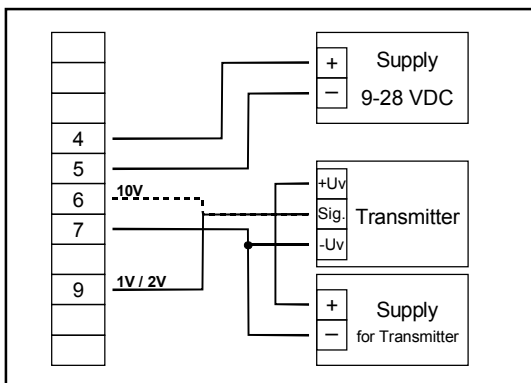 4
5
6
7
9
10V
1V / 2V
+
−
Supply
9-28 VDC
+Uv
Sig.
-Uv
Transmitter
+
−
Supply
for Transmitter